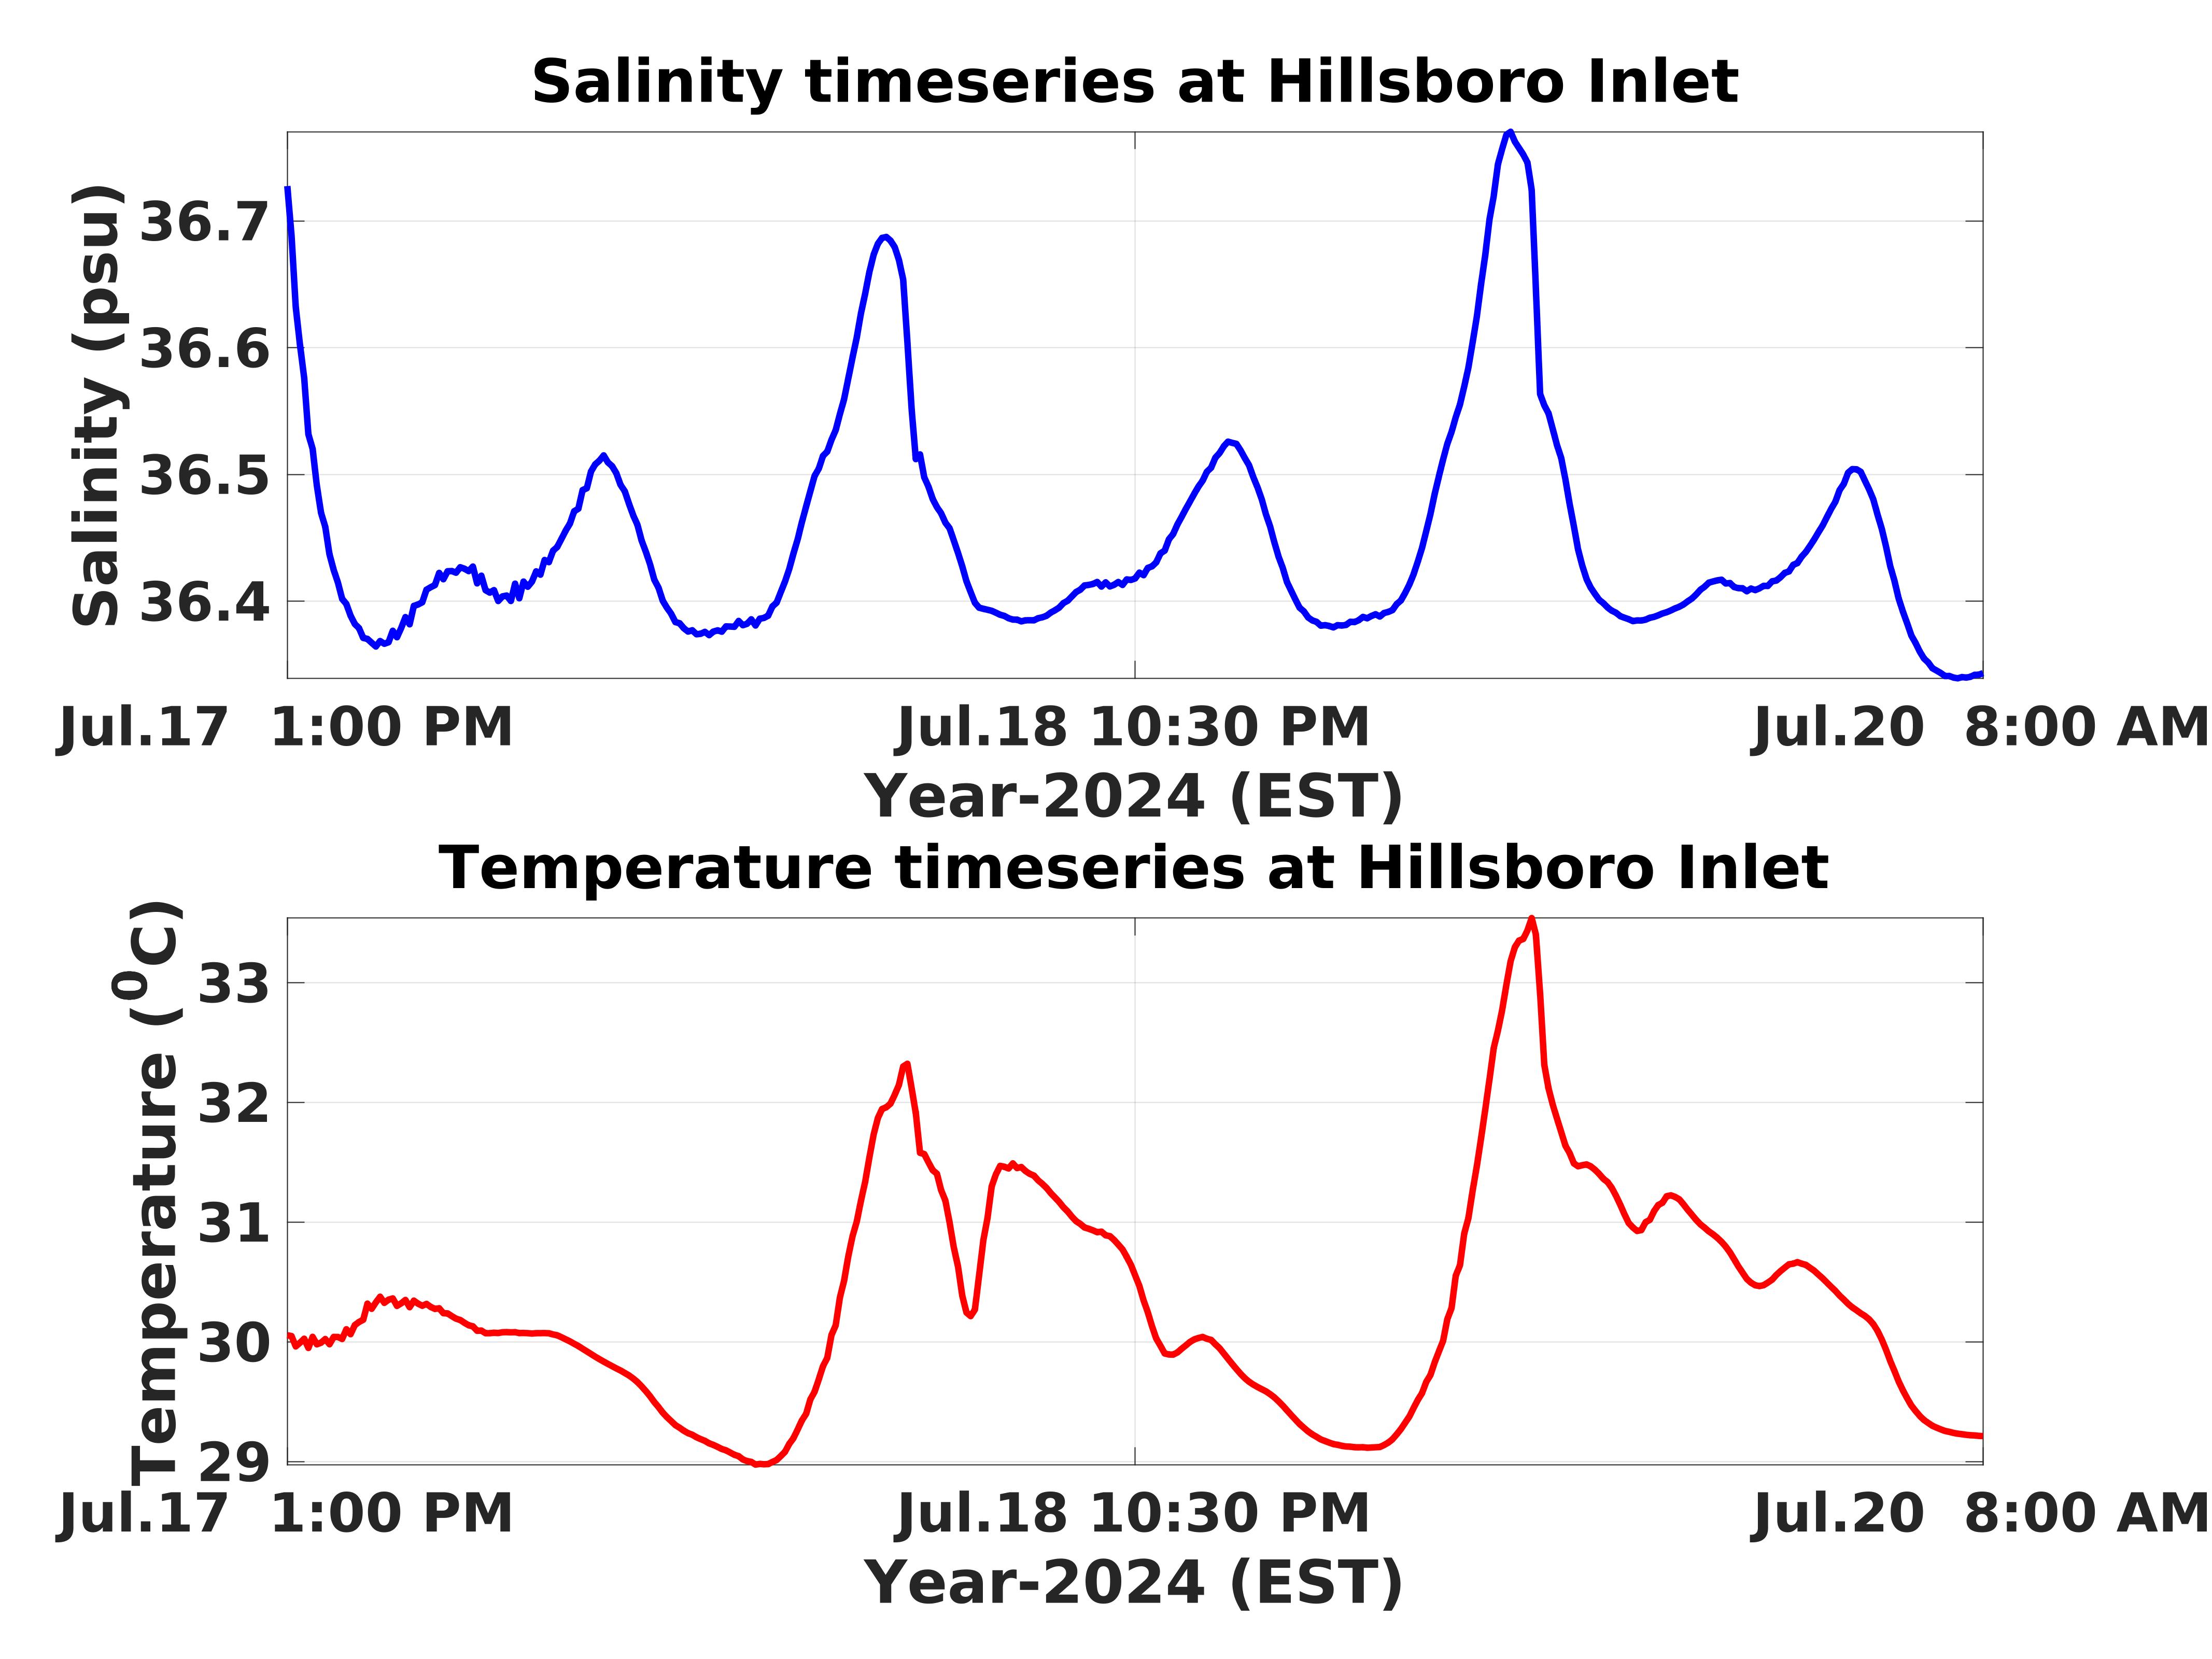 Salinity timeseries at Hillsboro Inlet
Salinity (psu)
36.7
36.6
36.5
36.4
Jul.17  1:00 PM
Jul.18 10:30 PM
Jul.20  8:00 AM
Year-2024 (EST)
Temperature timeseries at Hillsboro Inlet
Temperature (⁰C)
33
32
31
30
29
Jul.17  1:00 PM
Jul.18 10:30 PM
Jul.20  8:00 AM
Year-2024 (EST)